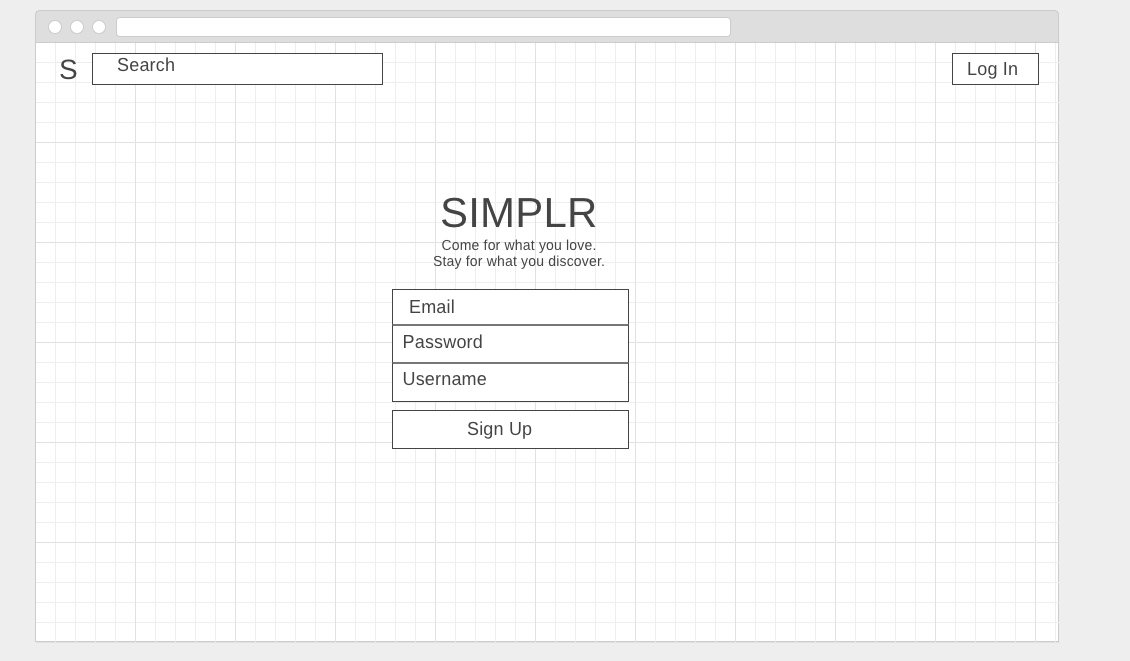 S
Search
Log In
SIMPLR
Come for what you love.
Stay for what you discover.
Email
Password
Username
Sign Up